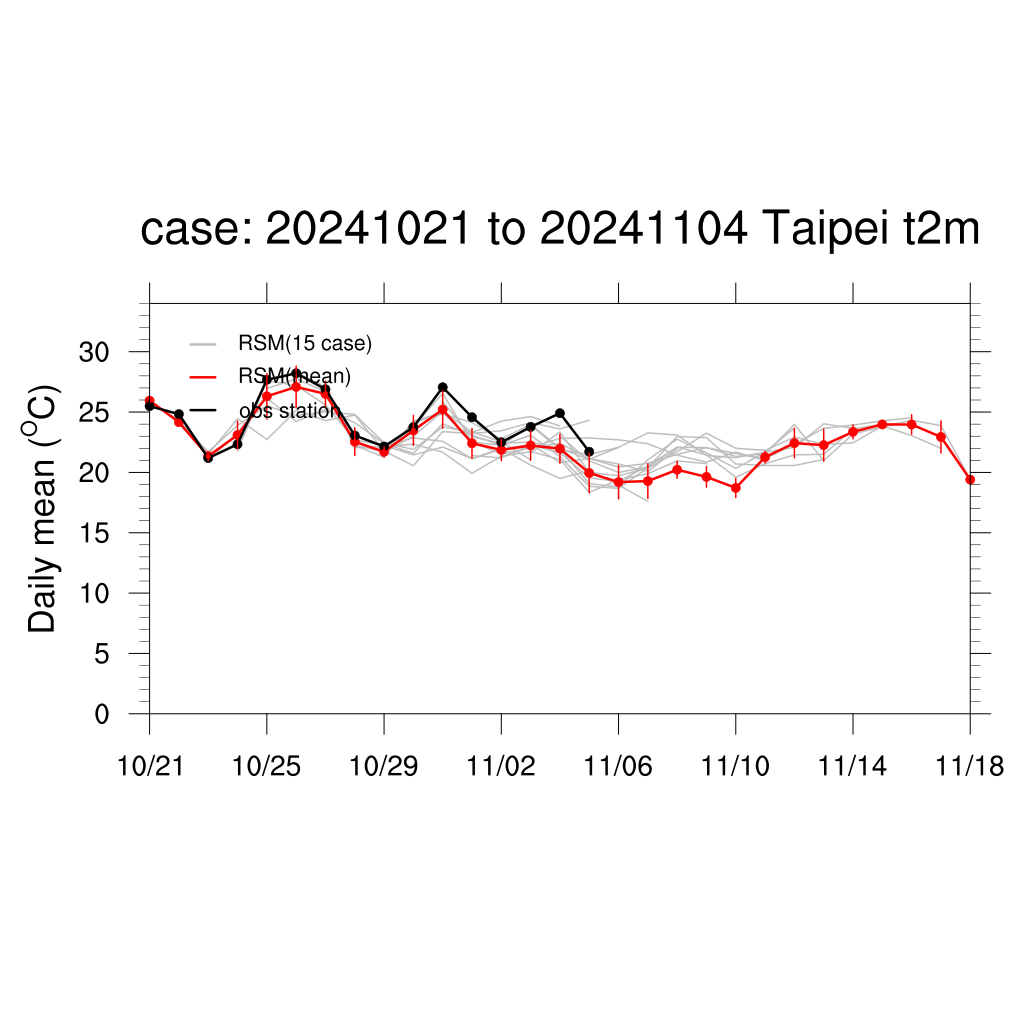 case: 20241021 to 20241104 Taipei t2m
RSM(15 case)
RSM(mean)
obs station
Daily mean (°C)
30
25
20
15
10
5
0
10/21 10/25 10/29 11/02 11/06 11/10 11/14 11/18